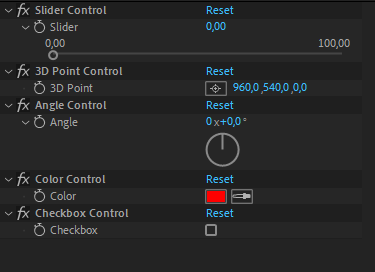 fx Slider Control Reset
Slider 0,00
0,00 100,00
fx 3D Point Control Reset
3D Point 960,0 ,540,0 ,0,0
fx Angle Control Reset
Angle 0 x+0,0 °
fx Color Control Reset
Color
fx Checkbox Control Reset
Checkbox